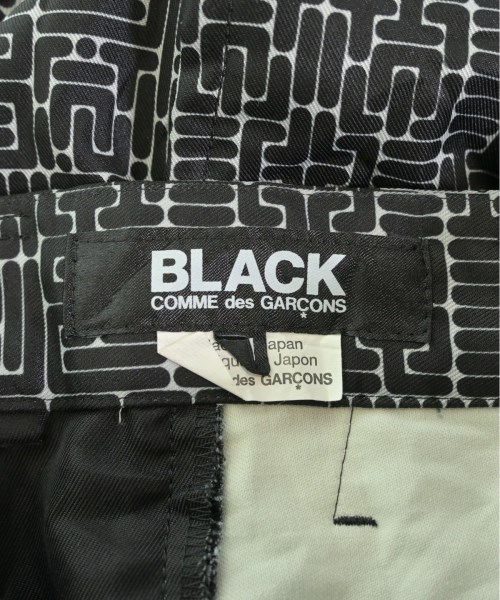 BLACK
COMME des GARÇONS
Japan
Japon
des GARÇONS